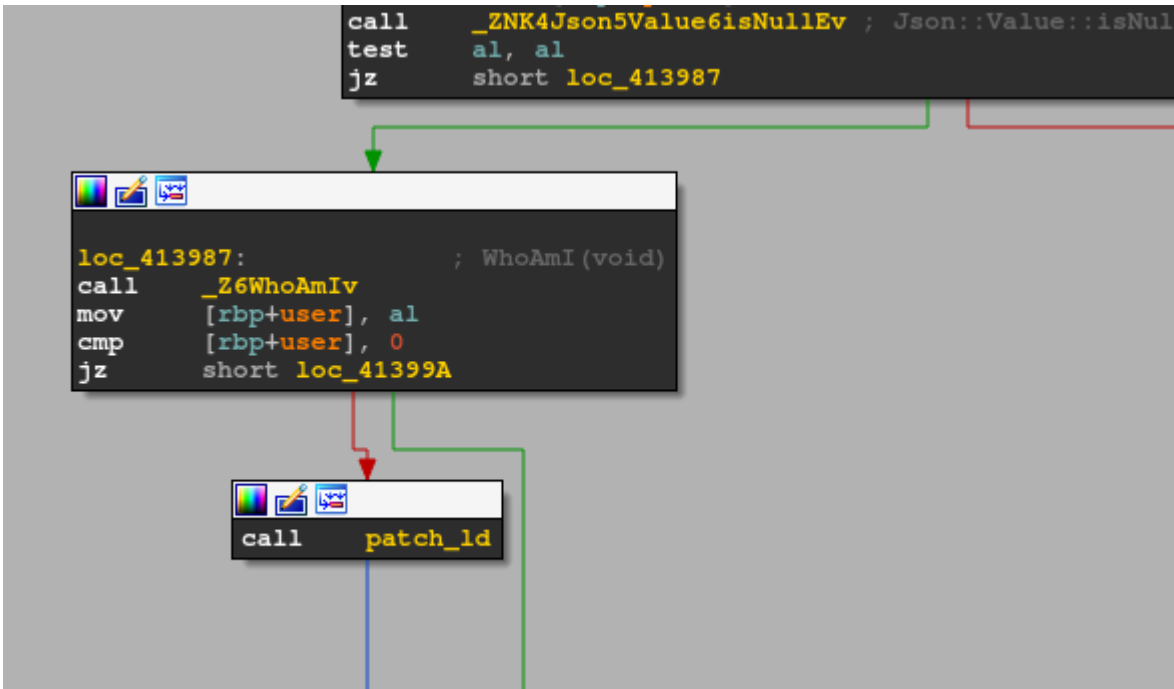 call _ZNK4Json5Value6isNullEv ; Json::Value::isNul
test al, al
jz short loc_413987
loc_413987: ; WhoAmI(void)
call _Z6WhoAmIv
mov [rbp+user], al
cmp [rbp+user], 0
jz short loc_41399A
call patch_ld